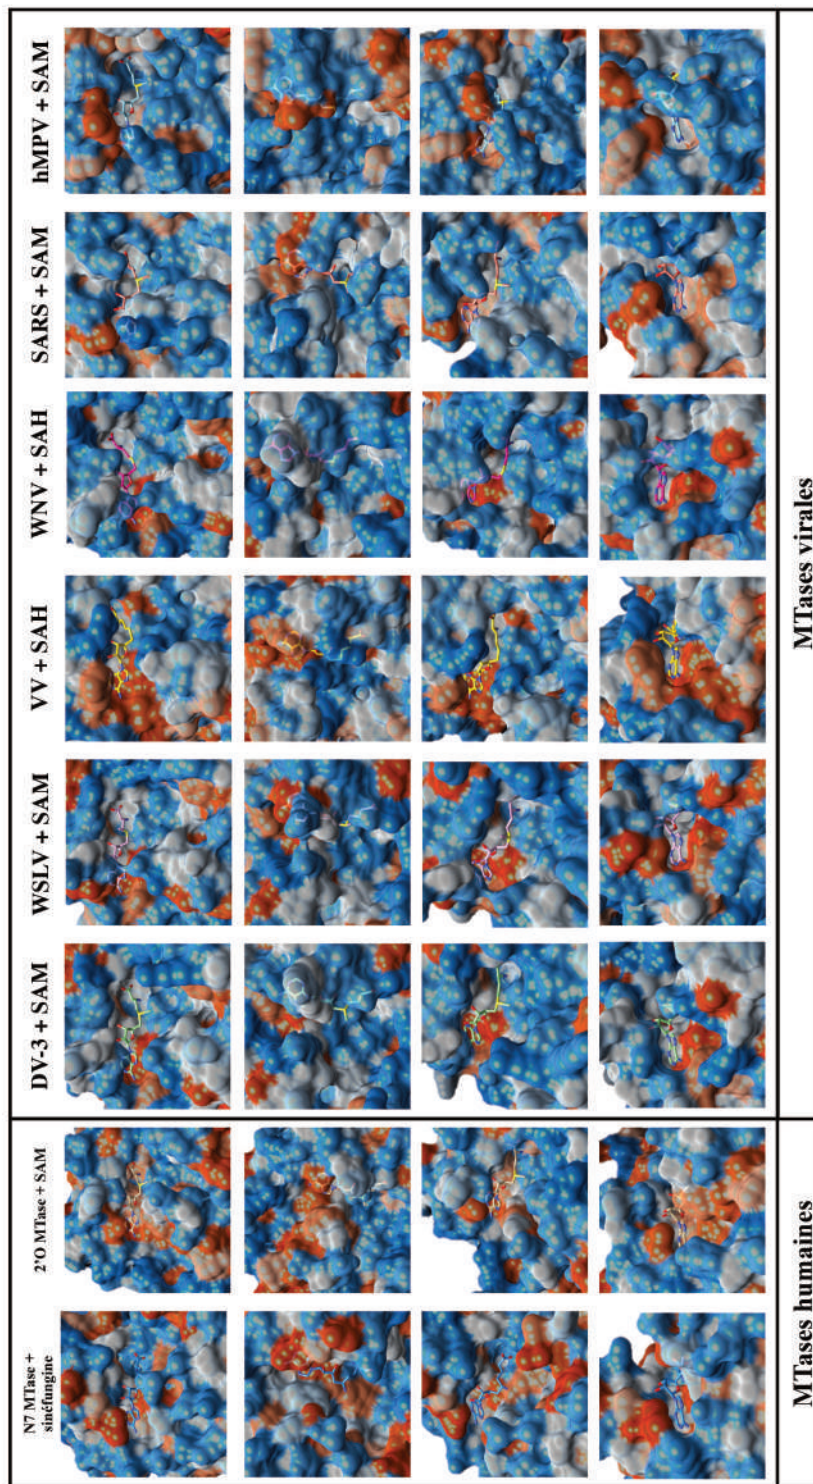 N7 MTase +
sinéfungine
2'O MTase + SAM
DV-3 + SAM
WSLV + SAM
VV + SAH
WNV + SAH
SARS + SAM
hMPV + SAM
MTases humaines
MTases virales